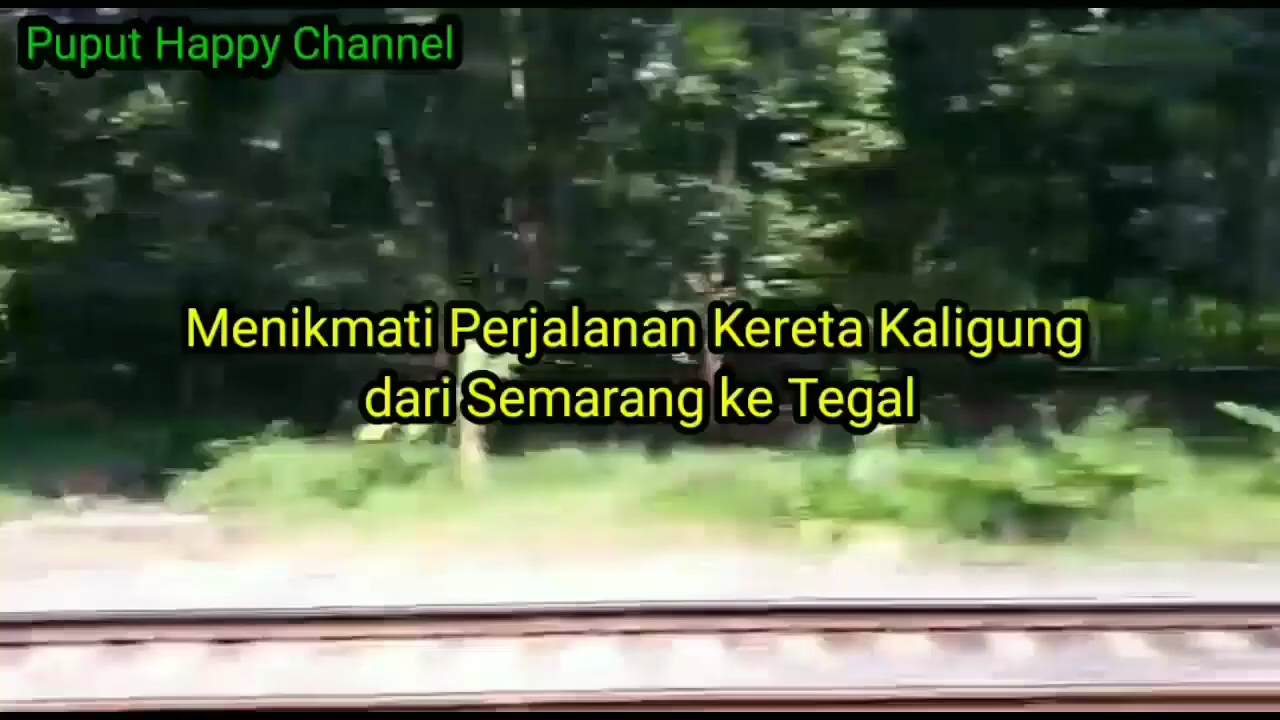 Puput Happy Channel
Menikmati Perjalanan Kereta Kaligung
dari Semarang ke Tegal